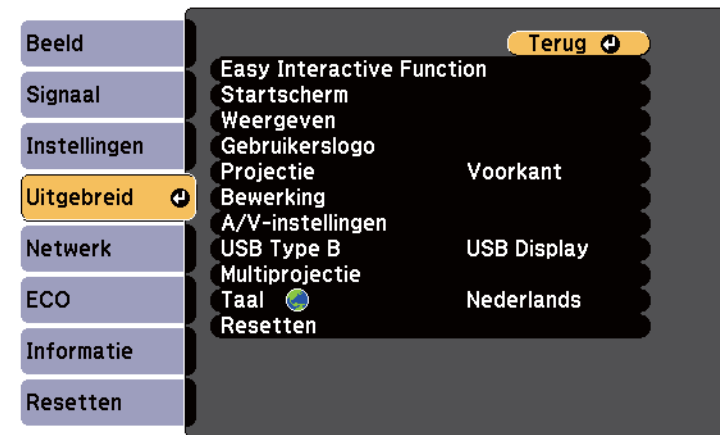 Beeld
Signaal
Instellingen
Uitgebreid
Netwerk
ECO
Informatie
Resetten
Terug
Easy Interactive Function
Startscherm
Weergeven
Gebruikerslogo
Projectie Voorkant
Bewerking
A/V-instellingen
USB Type B USB Display
Multiprojectie
Taal Nederlands
Resetten